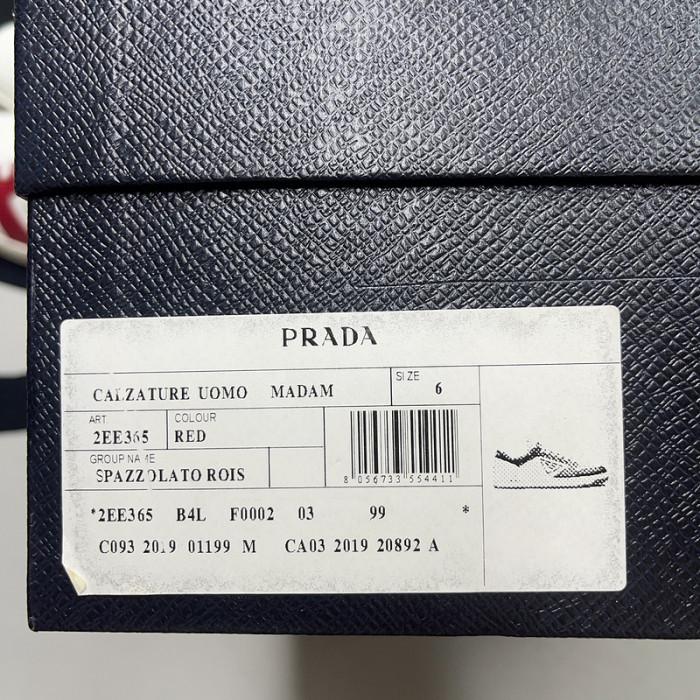 PRADA
CALZATURE UOMO MADAM
SIZE
6
ART.
2EE365
COLOUR
RED
GROUP NAME
SPAZZOLATO ROIS
8 056733 554411
*2EE365 B4L F0002 03 99 *
C093 2019 01199 M CA03 2019 20892 A